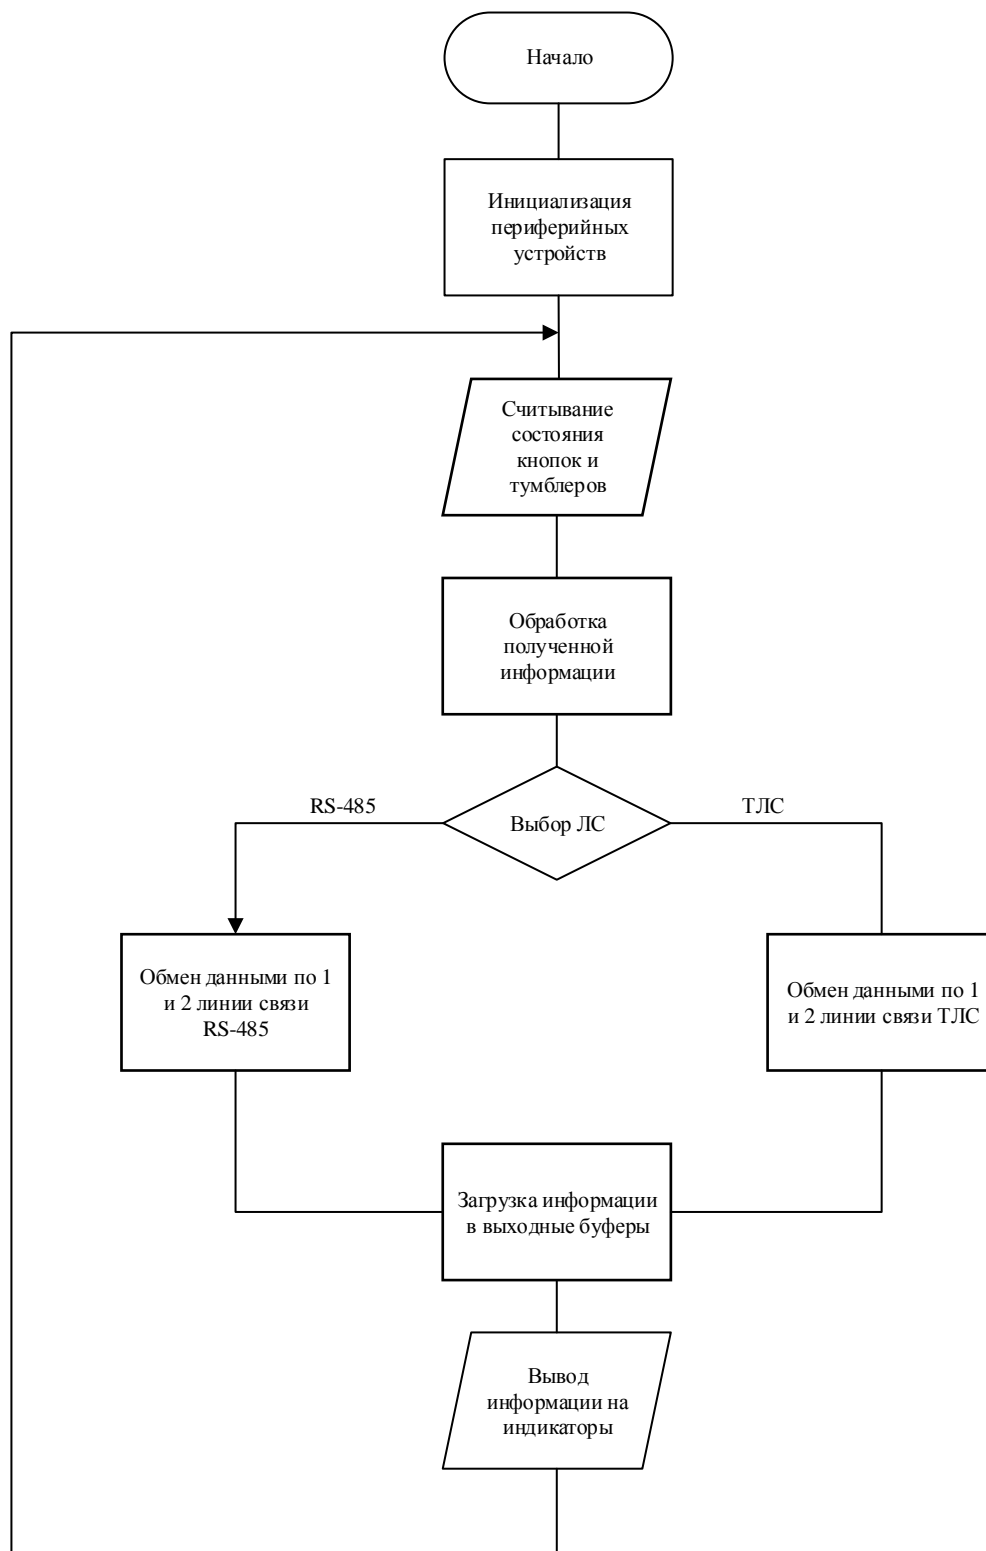 Начало
Инициализация
периферийных
устройств
Считывание
состояния
кнопок и
тумблеров
Обработка
полученной
информации
RS-485
Выбор ЛС
ТЛС
Обмен данными по 1
и 2 линии связи
RS-485
Обмен данными по 1
и 2 линии связи ТЛС
Загрузка информации
в выходные буферы
Вывод
информации на
индикаторы